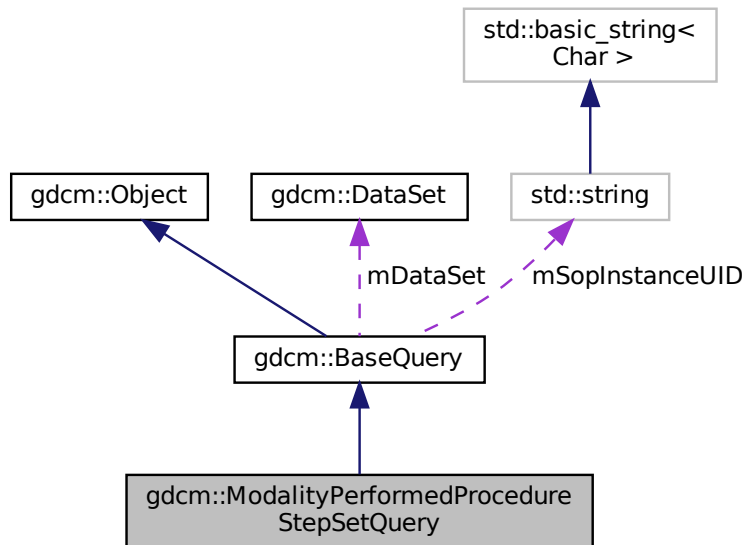 std::basic_string<
Char >
gdcm::Object
gdcm::DataSet
std::string
mDataSet
mSopInstanceUID
gdcm::BaseQuery
gdcm::ModalityPerformedProcedure
StepSetQuery